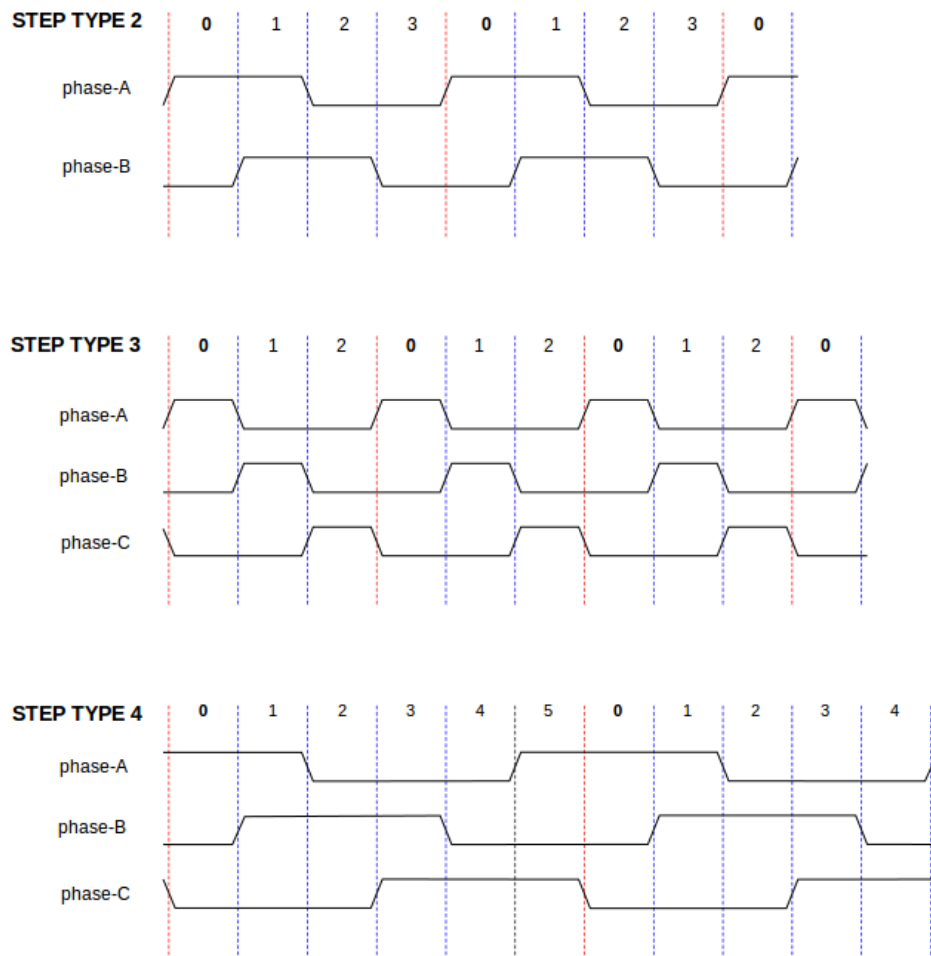 STEP TYPE 2 0 1 2 3 0 1 2 3 0
phase-A
phase-B
STEP TYPE 3 0 1 2 0 1 2 0 1 2 0
phase-A
phase-B
phase-C
STEP TYPE 4 0 1 2 3 4 5 0 1 2 3 4
phase-A
phase-B
phase-C